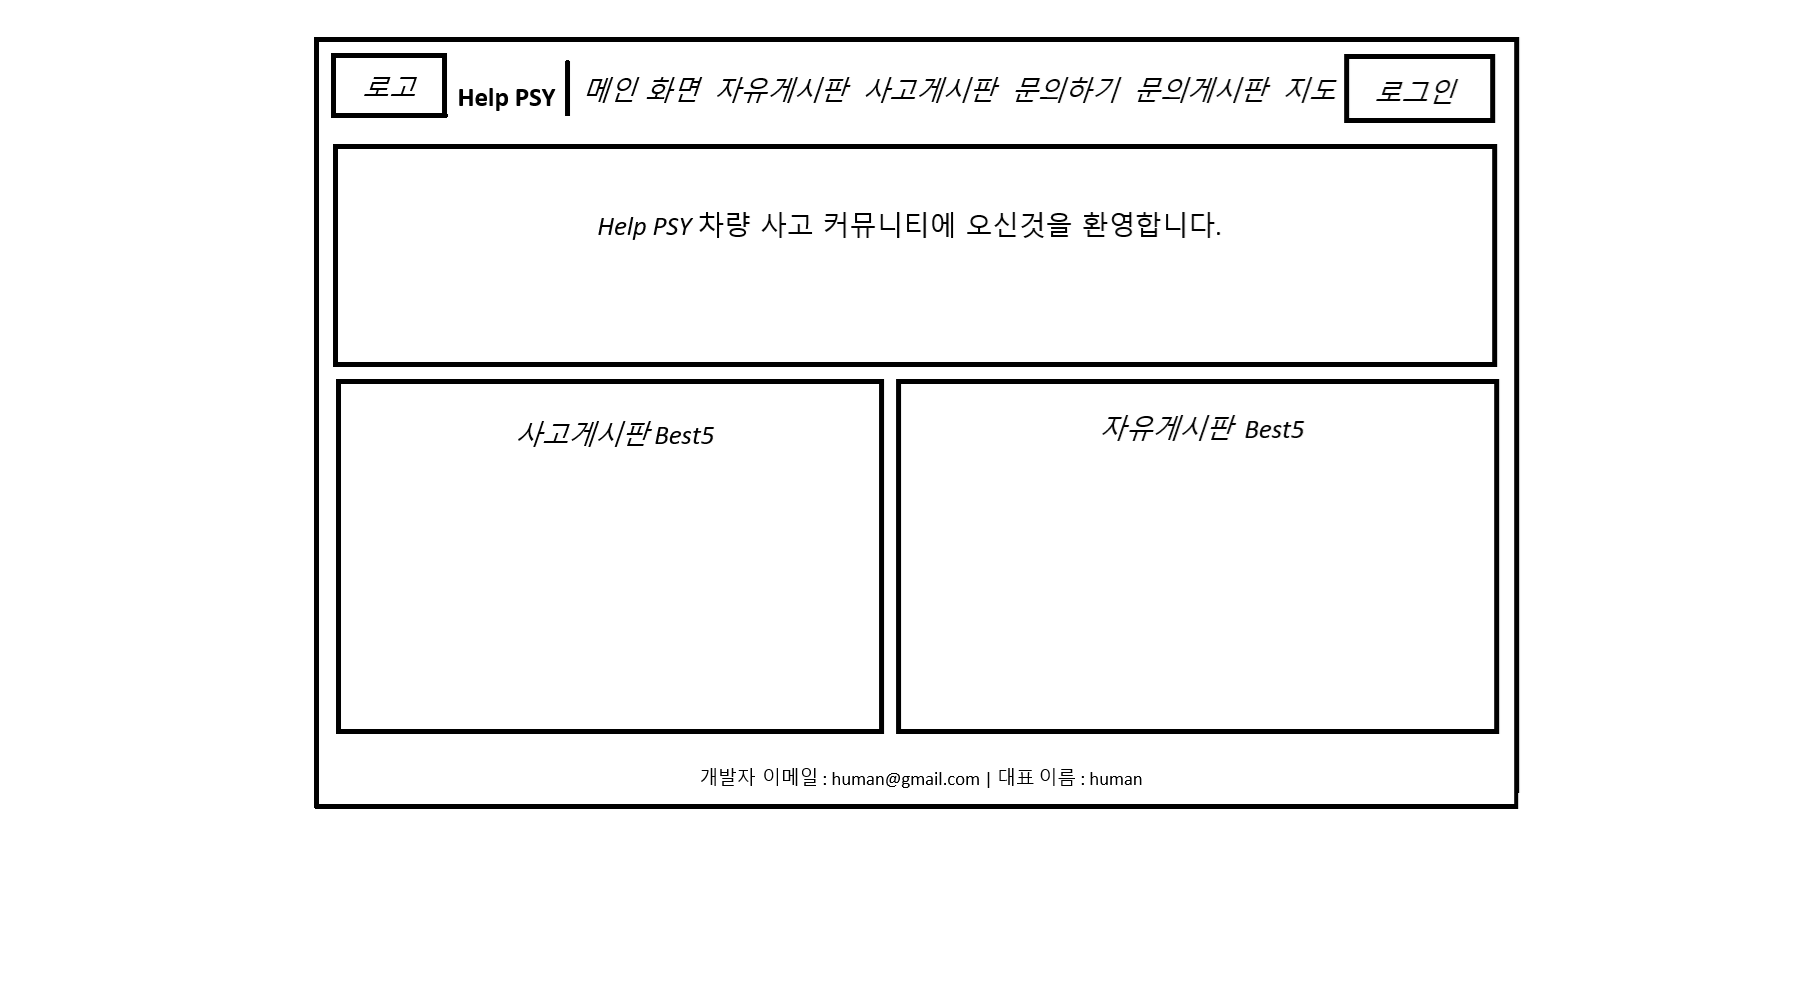 로고 Help PSY 메인 화면 자유게시판 사고게시판 문의하기 문의게시판 지도 로그인
Help PSY 차량 사고 커뮤니티에 오신것을 환영합니다.
사고게시판 Best5
자유게시판 Best5
개발자 이메일 : human@gmail.com | 대표 이름 : human